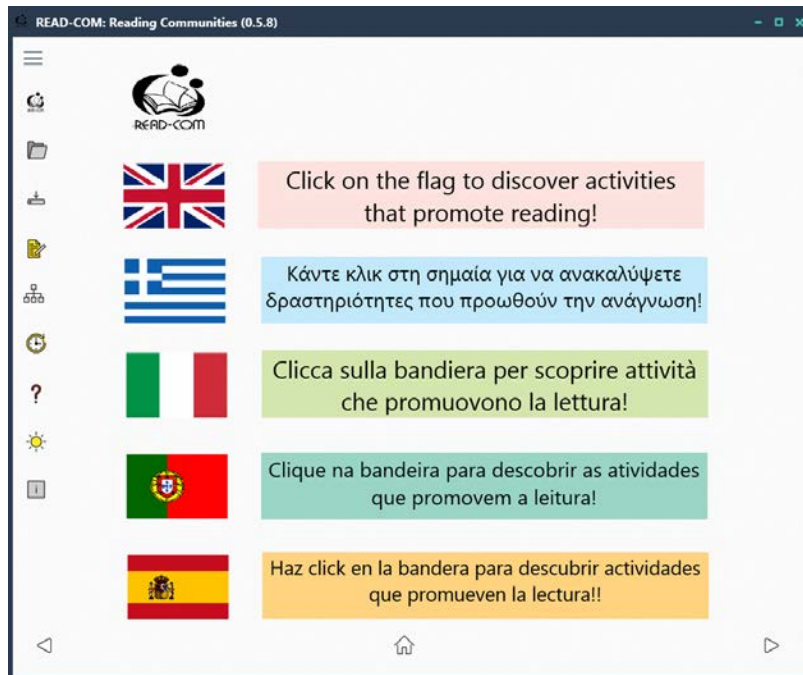 READ-COM: Reading Communities (0.5.8)
READ-COM
Click on the flag to discover activities
that promote reading!
Κάντε κλικ στη σημαία για να ανακαλύψετε
δραστηριότητες που προωθούν την ανάγνωση!
Clicca sulla bandiera per scoprire attività
che promuovono la lettura!
Clique na bandeira para descobrir as atividades
que promovem a leitura!
Haz click en la bandera para descubrir actividades
que promueven la lectura!!